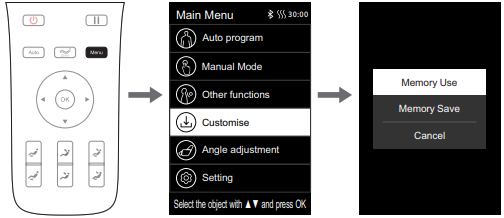 Auto
Menu
OK
Main Menu 30:00
Auto program
Manual Mode
Other functions
Customise
Angle adjustment
Setting
Select the object with ▲▼ and press OK
Memory Use
Memory Save
Cancel